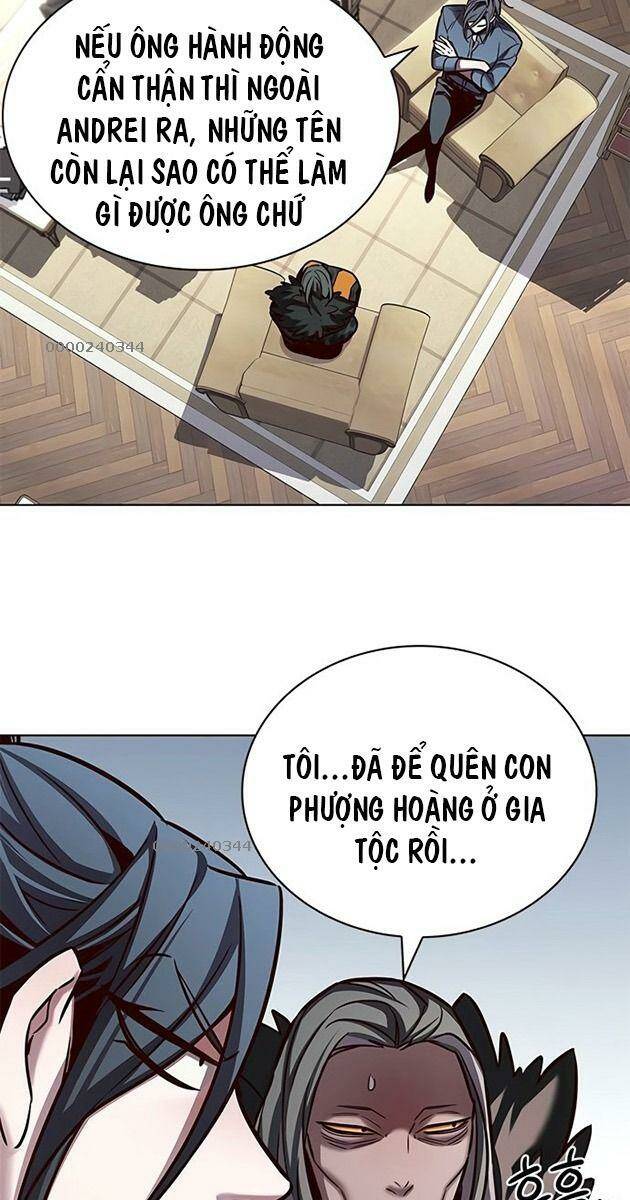 NẾU ÔNG HÀNH ĐỘNG
CẨN THẬN THÌ NGOÀI
ANDREI RA, NHỮNG TÊN
CÒN LẠI SAO CÓ THỂ LÀM
GÌ ĐƯỢC ÔNG CHỨ
0000240344
TÔI...ĐÃ ĐỂ QUÊN CON
PHƯỢNG HOÀNG Ở GIA
TỘC RỒI...
0000240344